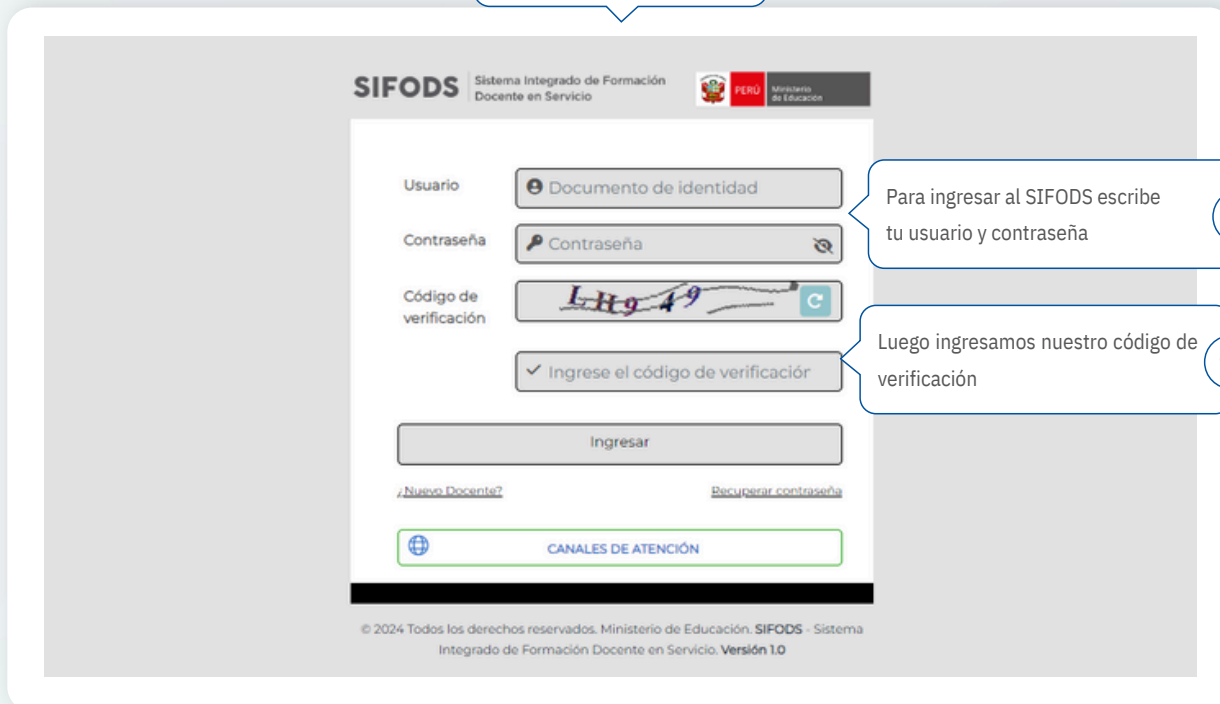 SIFODS
Sistema Integrado de Formación
Docente en Servicio
PERÚ
Ministerio
de Educación
Usuario
Documento de identidad
Para ingresar al SIFODS escribe
tu usuario y contraseña
Contraseña
Contraseña
Código de
verificación
LH949
Luego ingresamos nuestro código de
verificación
Ingrese el código de verificación
Ingresar
¿Nuevo Docente?
Recuperar contraseña
CANALES DE ATENCIÓN
© 2024 Todos los derechos reservados. Ministerio de Educación. SIFODS - Sistema
Integrado de Formación Docente en Servicio. Versión 1.0